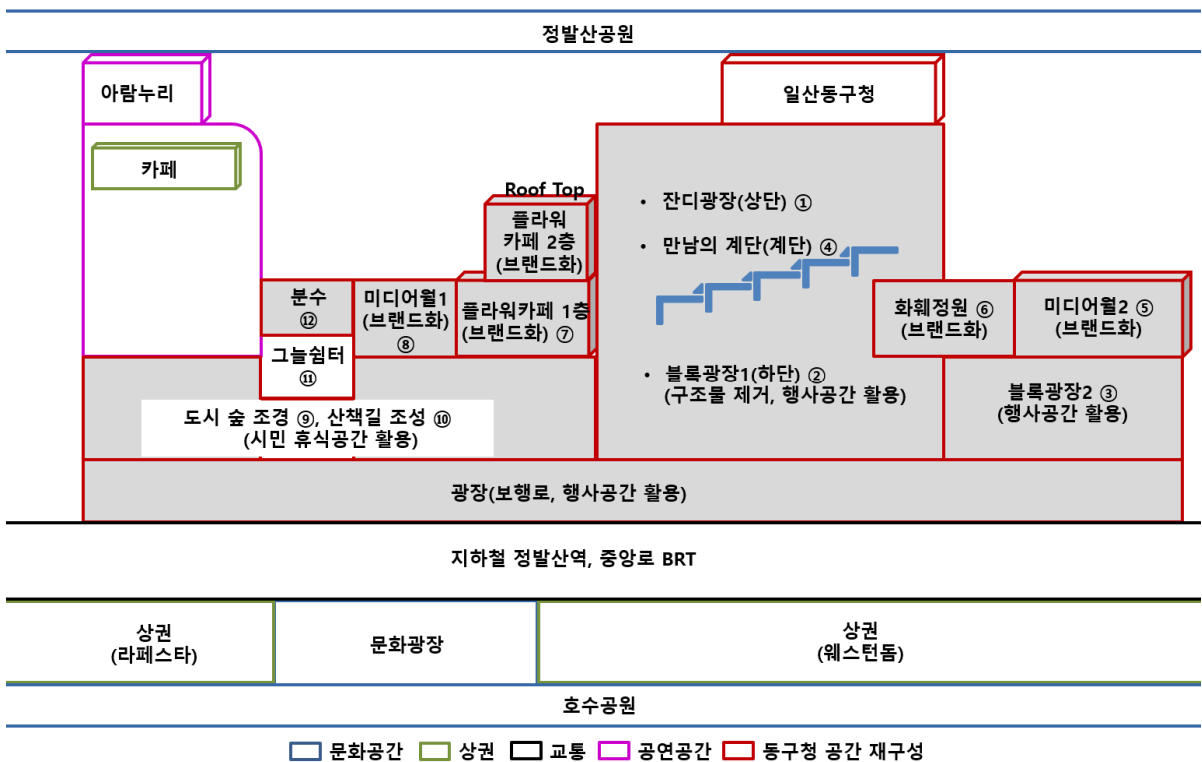 정발산공원
아람누리
일산동구청
카페
Roof Top
플라워
카페 2층
(브랜드화)
• 잔디광장(상단) ①
• 만남의 계단(계단) ④
분수
⑫
미디어월1
(브랜드화)
⑧
플라워카페 1층
(브랜드화) ⑦
화훼정원 ⑥
(브랜드화)
미디어월2 ⑤
(브랜드화)
그늘쉼터
⑪
• 블록광장1(하단) ②
(구조물 제거, 행사공간 활용)
블록광장2 ③
(행사공간 활용)
도시 숲 조경 ⑨, 산책길 조성 ⑩
(시민 휴식공간 활용)
광장(보행로, 행사공간 활용)
지하철 정발산역, 중앙로 BRT
상권
(라페스타)
문화광장
상권
(웨스턴돔)
호수공원
문화공간 상권 교통 공연공간 동구청 공간 재구성